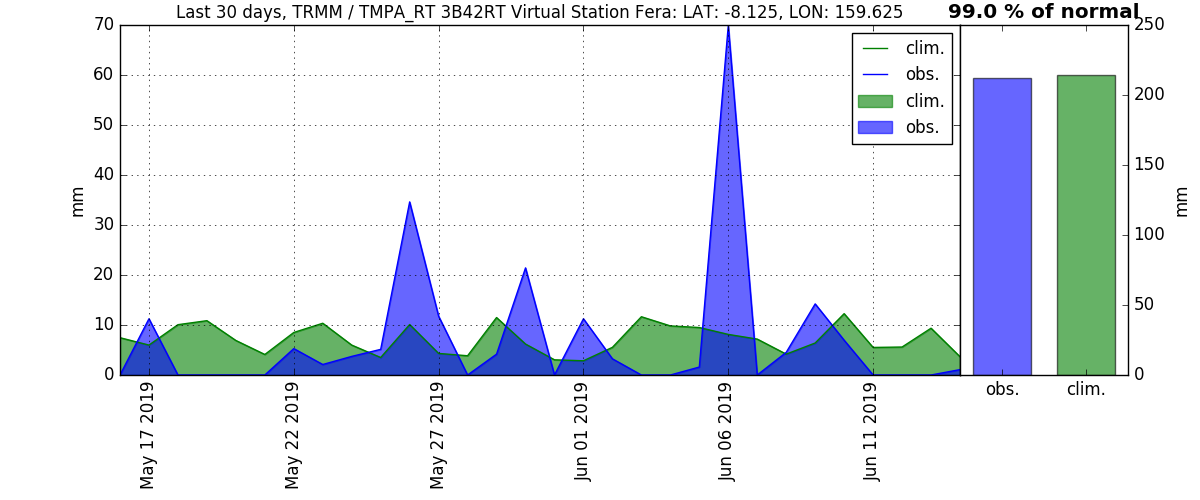 Last 30 days, TRMM / TMPA_RT 3B42RT Virtual Station Fera: LAT: -8.125, LON: 159.625
99.0 % of normal
70
60
50
40
30
20
10
0
mm
clim.
obs.
clim.
obs.
May 17 2019
May 22 2019
May 27 2019
Jun 01 2019
Jun 06 2019
Jun 11 2019
250
200
150
100
50
0
mm
obs.
clim.